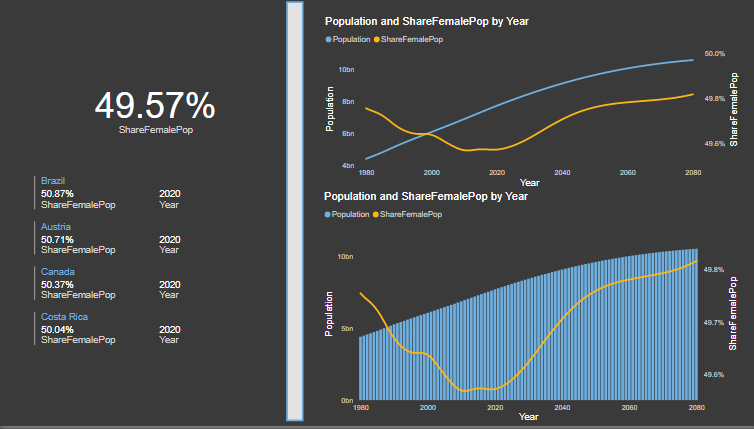 49.57%
ShareFemalePop
Brazil
50.87% 2020
ShareFemalePop Year
Austria
50.71% 2020
ShareFemalePop Year
Canada
50.37% 2020
ShareFemalePop Year
Costa Rica
50.04% 2020
ShareFemalePop Year
Population and ShareFemalePop by Year
Population ShareFemalePop
50.0%
10bn
8bn
6bn
4bn
Population
49.8%
49.6%
ShareFemalePop
1980 2000 2020 2040 2060 2080
Year
Population and ShareFemalePop by Year
Population ShareFemalePop
10bn
5bn
0bn
Population
49.8%
49.7%
49.6%
ShareFemalePop
1980 2000 2020 2040 2060 2080
Year